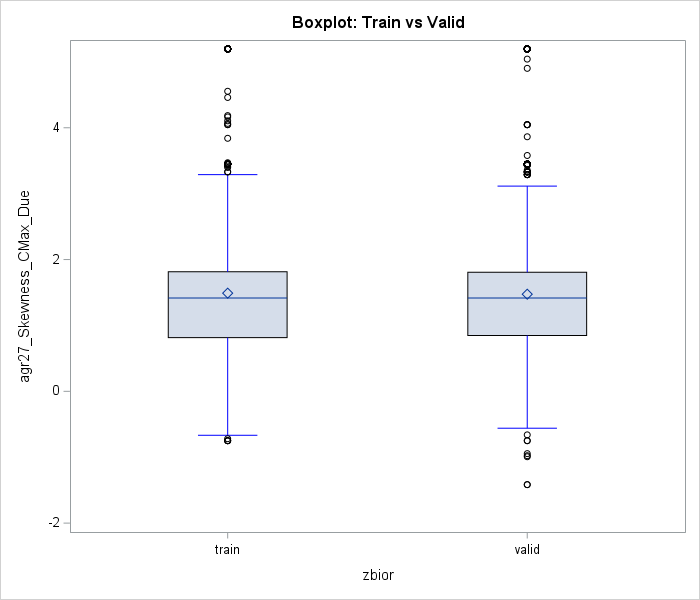 Boxplot: Train vs Valid
agr27_Skewness_CMax_Due
4
2
0
-2
train
valid
zbior